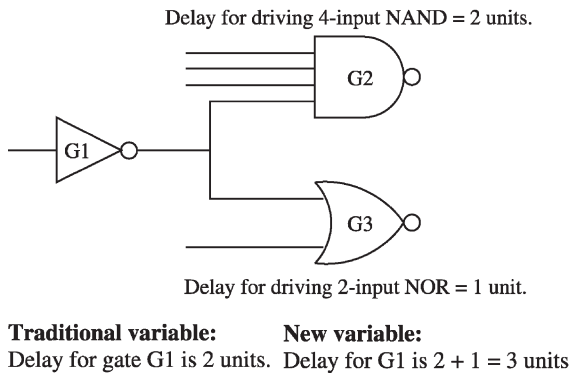 Delay for driving 4-input NAND = 2 units.
G2
G1
G3
Delay for driving 2-input NOR = 1 unit.
Traditional variable: New variable:
Delay for gate G1 is 2 units. Delay for G1 is 2 + 1 = 3 units